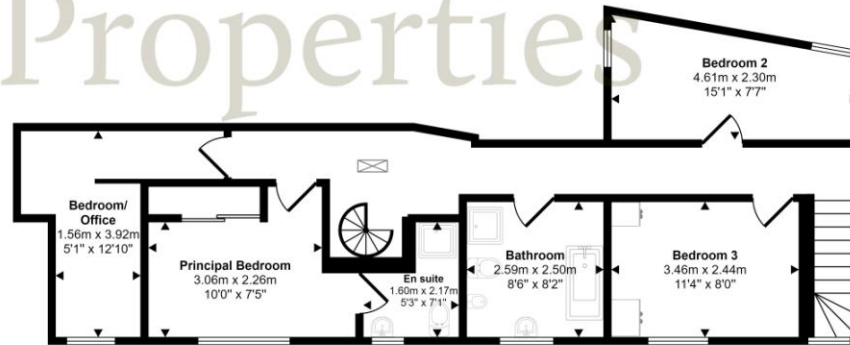 Properties
Bedroom 2
4.61m x 2.30m
15'1" x 7'7"
Bedroom/
Office
1.56m x 3.92m
5'1" x 12'10"
Principal Bedroom
3.06m x 2.26m
10'0" x 7'5"
En suite
1.60m x 2.17m
5'3" x 7'1"
Bathroom
2.59m x 2.50m
8'6" x 8'2"
Bedroom 3
3.46m x 2.44m
11'4" x 8'0"